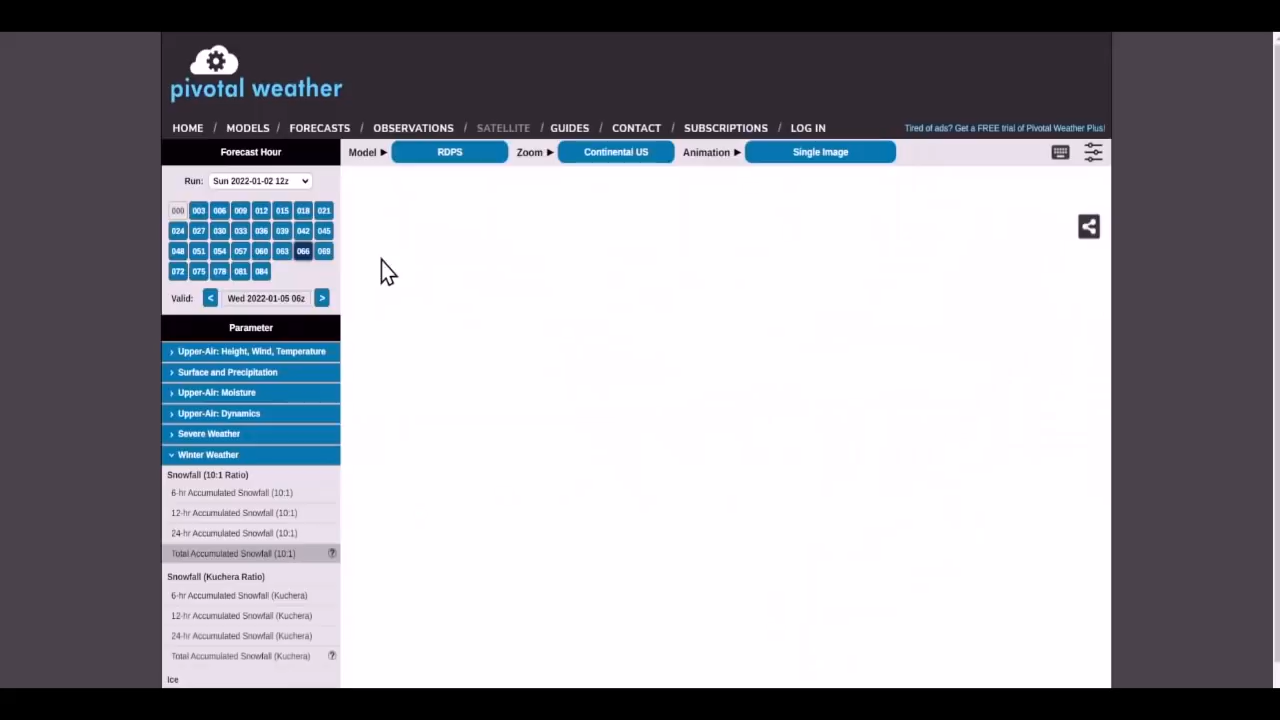 pivotal weather
HOME / MODELS / FORECASTS / OBSERVATIONS / SATELLITE / GUIDES / CONTACT / SUBSCRIPTIONS / LOG IN
Tired of ads? Get a FREE trial of Pivotal Weather Plus!
Forecast Hour
Model ▶ RDPS Zoom ▶ Continental US Animation ▶ Single Image
Run: Sun 2022-01-02 12z
000 003 006 009 012 015 018 021
024 027 030 033 036 039 042 045
048 051 054 057 060 063 066 069
072 075 078 081 084
Valid: < Wed 2022-01-05 06z >
Parameter
› Upper-Air: Height, Wind, Temperature
› Surface and Precipitation
› Upper-Air: Moisture
› Upper-Air: Dynamics
› Severe Weather
Winter Weather
Snowfall (10:1 Ratio)
6-hr Accumulated Snowfall (10:1)
12-hr Accumulated Snowfall (10:1)
24-hr Accumulated Snowfall (10:1)
Total Accumulated Snowfall (10:1) ?
Snowfall (Kuchera Ratio)
6-hr Accumulated Snowfall (Kuchera)
12-hr Accumulated Snowfall (Kuchera)
24-hr Accumulated Snowfall (Kuchera)
Total Accumulated Snowfall (Kuchera) ?
Ice